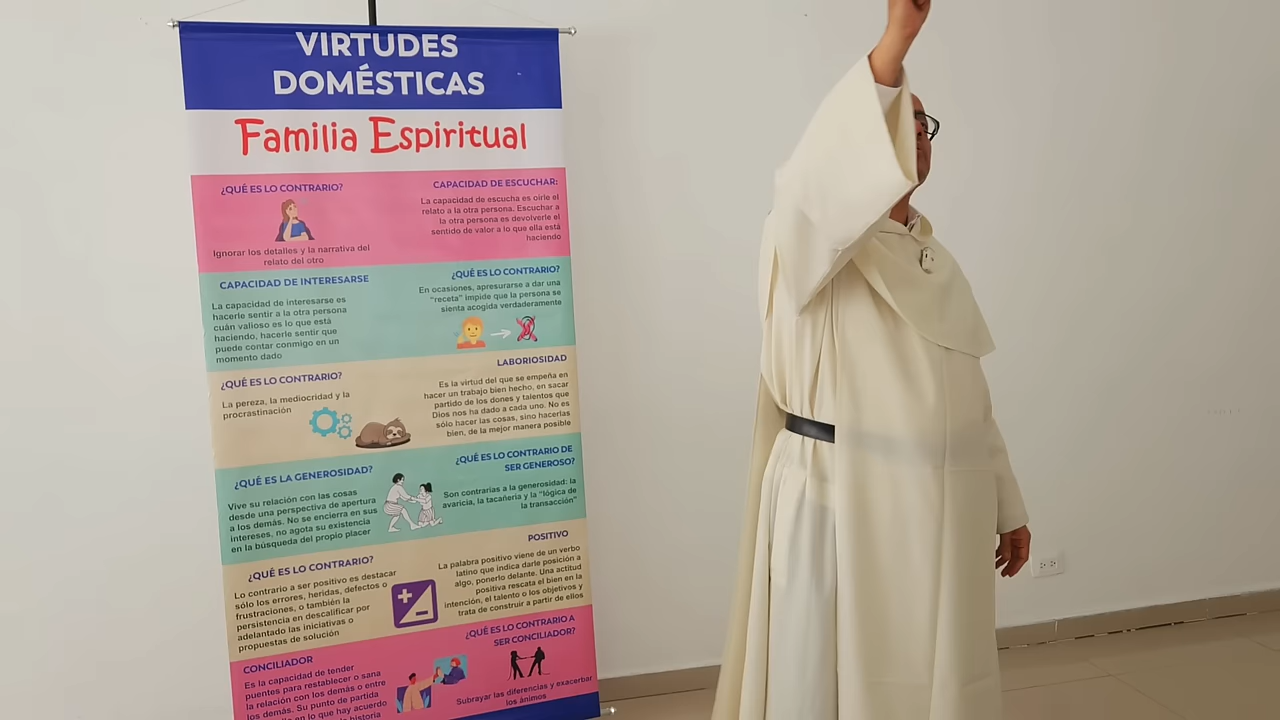 VIRTUDES
DOMÉSTICAS
Familia Espiritual
¿QUÉ ES LO CONTRARIO?
Ignorar los detalles y la narrativa del
relato del otro
CAPACIDAD DE ESCUCHAR:
La capacidad de escucha es oirle el
relato a la otra persona. Escuchar a
la otra persona es devolverle el
sentido de valor a lo que ella está
haciendo
CAPACIDAD DE INTERESARSE
La capacidad de interesarse es
hacerle sentir a la otra persona
cuán valioso es lo que está
haciendo, hacerle sentir que
puede contar conmigo en un
momento dado
¿QUÉ ES LO CONTRARIO?
En ocasiones, apresurarse a dar una
“receta” impide que la persona se
sienta acogida verdaderamente
¿QUÉ ES LO CONTRARIO?
La pereza, la mediocridad y la
procrastinación
LABORIOSIDAD
Es la virtud del que se empeña en
hacer un trabajo bien hecho, en sacar
partido de los dones y talentos que
Dios nos ha dado a cada uno. No es
sólo hacer las cosas, sino hacerlas
bien, de la mejor manera posible
¿QUÉ ES LA GENEROSIDAD?
Vive su relación con las cosas
desde una perspectiva de apertura
a los demás. No se encierra en sus
intereses, no agota su existencia
en la búsqueda del propio placer
¿QUÉ ES LO CONTRARIO DE
SER GENEROSO?
Son contrarias a la generosidad: la
avaricia, la tacañería y la “lógica de
la transacción”
¿QUÉ ES LO CONTRARIO?
Lo contrario a ser positivo es destacar
sólo los errores, heridas, defectos o
frustraciones, o también la
persistencia en descalificar por
adelantado las iniciativas o
propuestas de solución
POSITIVO
La palabra positivo viene de un verbo
latino que indica darle posición a
algo, ponerlo delante. Una actitud
positiva rescata el bien en la
intención, el talento o los objetivos y
trata de construir a partir de ellos
CONCILIADOR
Es la capacidad de tender
puentes para restablecer o sana
la relación con los demás o entre
los demás. Su punto de partida
en lo que hay acuerdo
historia
¿QUÉ ES LO CONTRARIO A
SER CONCILIADOR?
Subrayar las diferencias y exacerbar
los ánimos